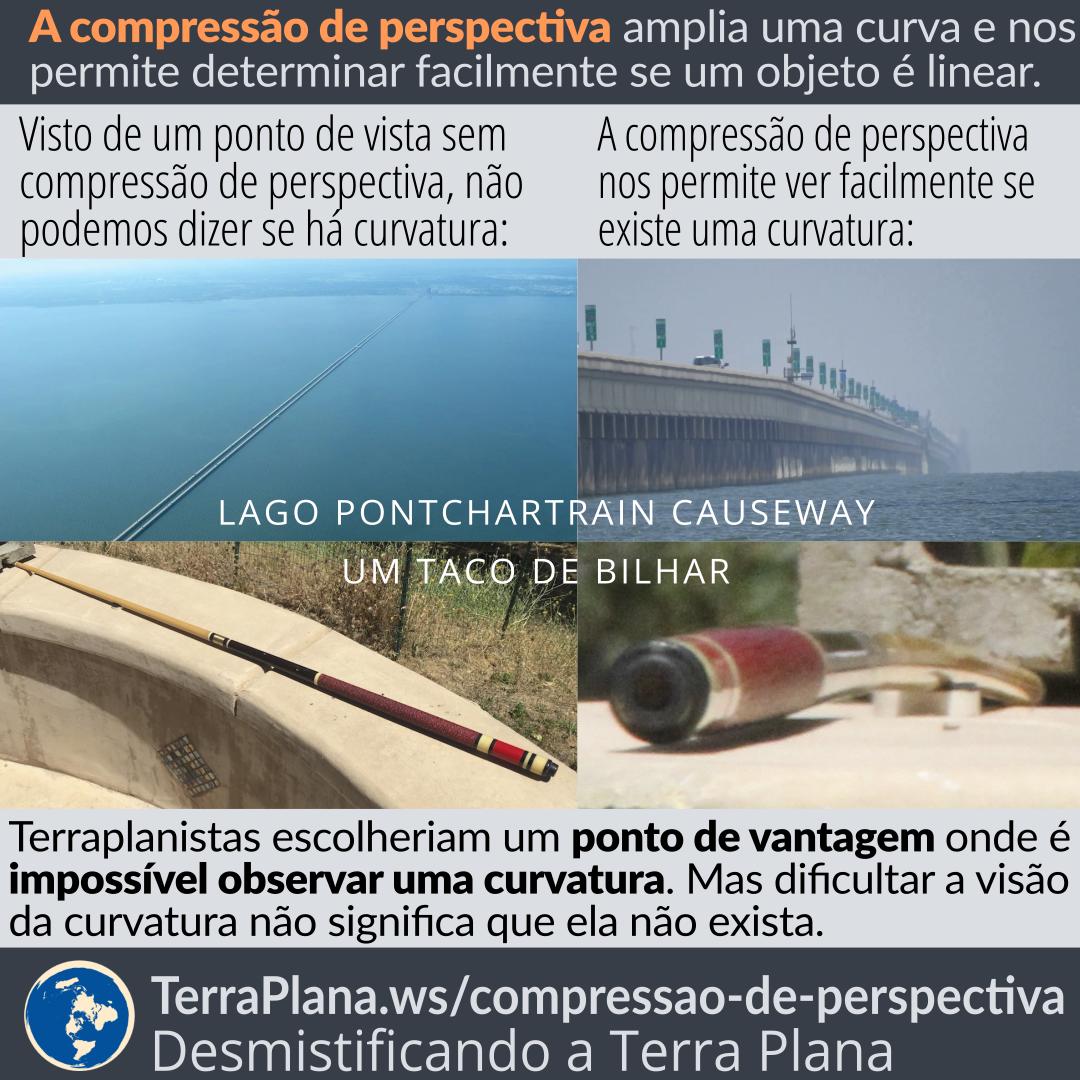 A compressão de perspectiva amplia uma curva e nos
permite determinar facilmente se um objeto é linear.
Visto de um ponto de vista sem
compressão de perspectiva, não
podemos dizer se há curvatura:
A compressão de perspectiva
nos permite ver facilmente se
existe uma curvatura:
LAGO PONTCHARTRAIN CAUSEWAY
UM TACO DE BILHAR
Terraplanistas escolheriam um ponto de vantagem onde é
impossível observar uma curvatura. Mas dificultar a visão
da curvatura não significa que ela não exista.
TerraPlana.ws/compressao-de-perspectiva
Desmistificando a Terra Plana